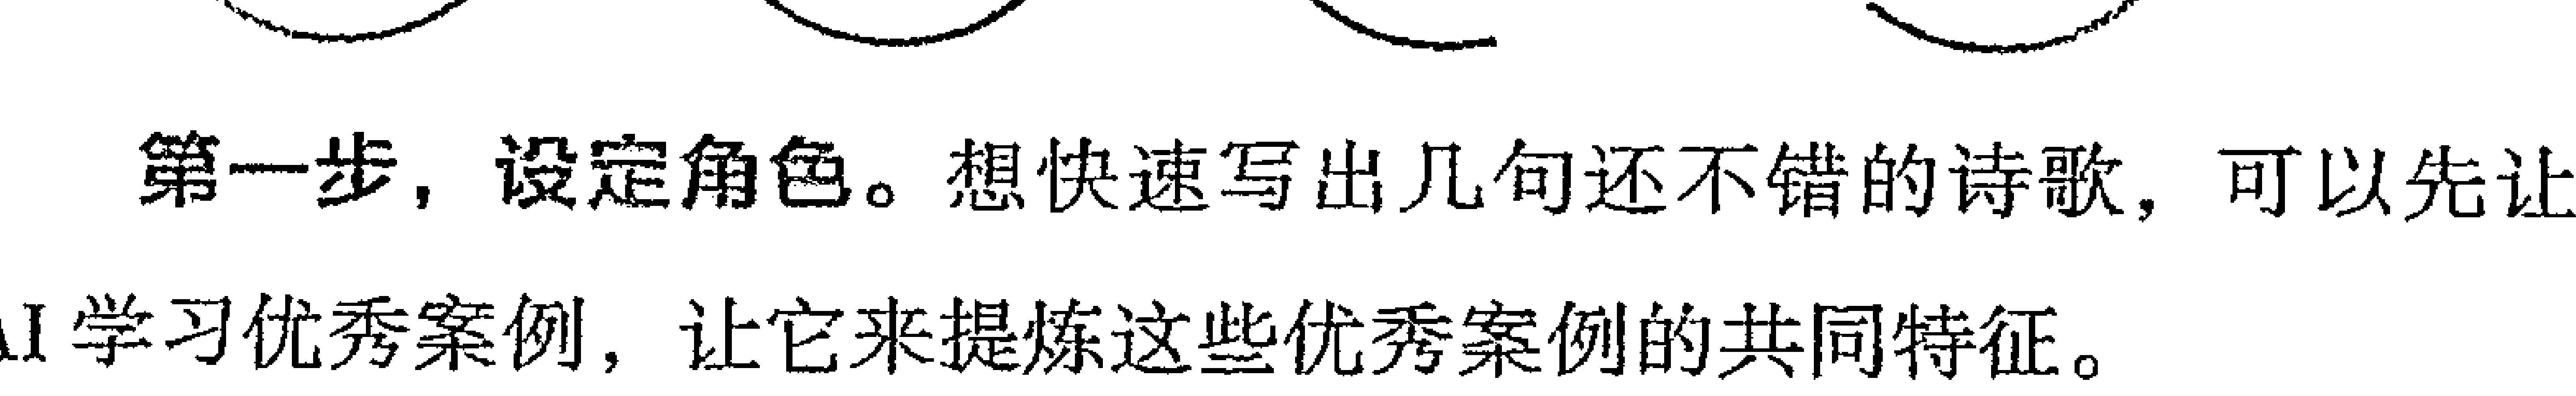 第一步，设定角色。想快速写出几句还不错的诗歌，可以先让
AI 学习优秀案例，让它来提炼这些优秀案例的共同特征。